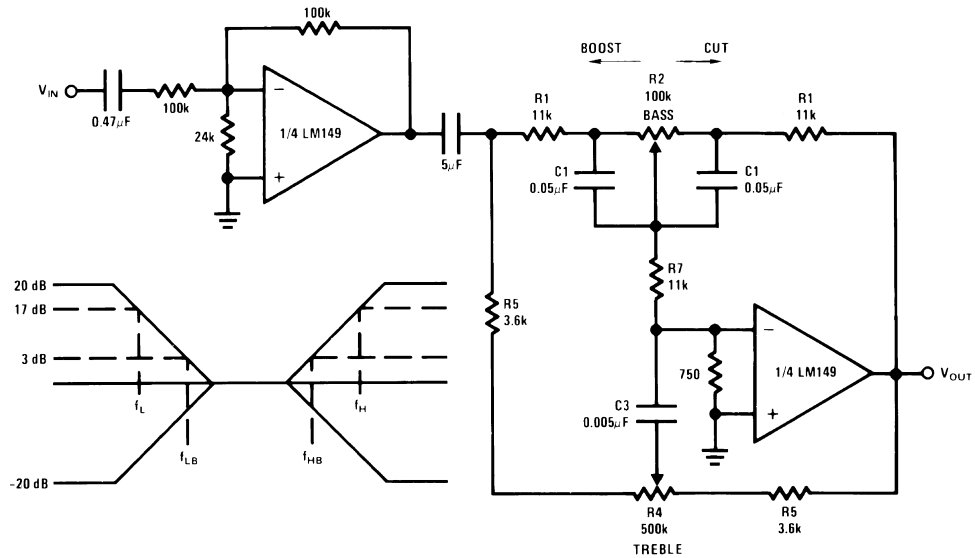 100k
V_IN
0.47μF
100k
24k
−
1/4 LM149
+
5μF
BOOST
CUT
R1
11k
R2
100k
BASS
R1
11k
C1
0.05μF
C1
0.05μF
R7
11k
R5
3.6k
−
750
1/4 LM149
+
V_OUT
C3
0.005μF
R4
500k
TREBLE
R5
3.6k
20 dB
17 dB
3 dB
f_L
f_H
f_LB
f_HB
−20 dB